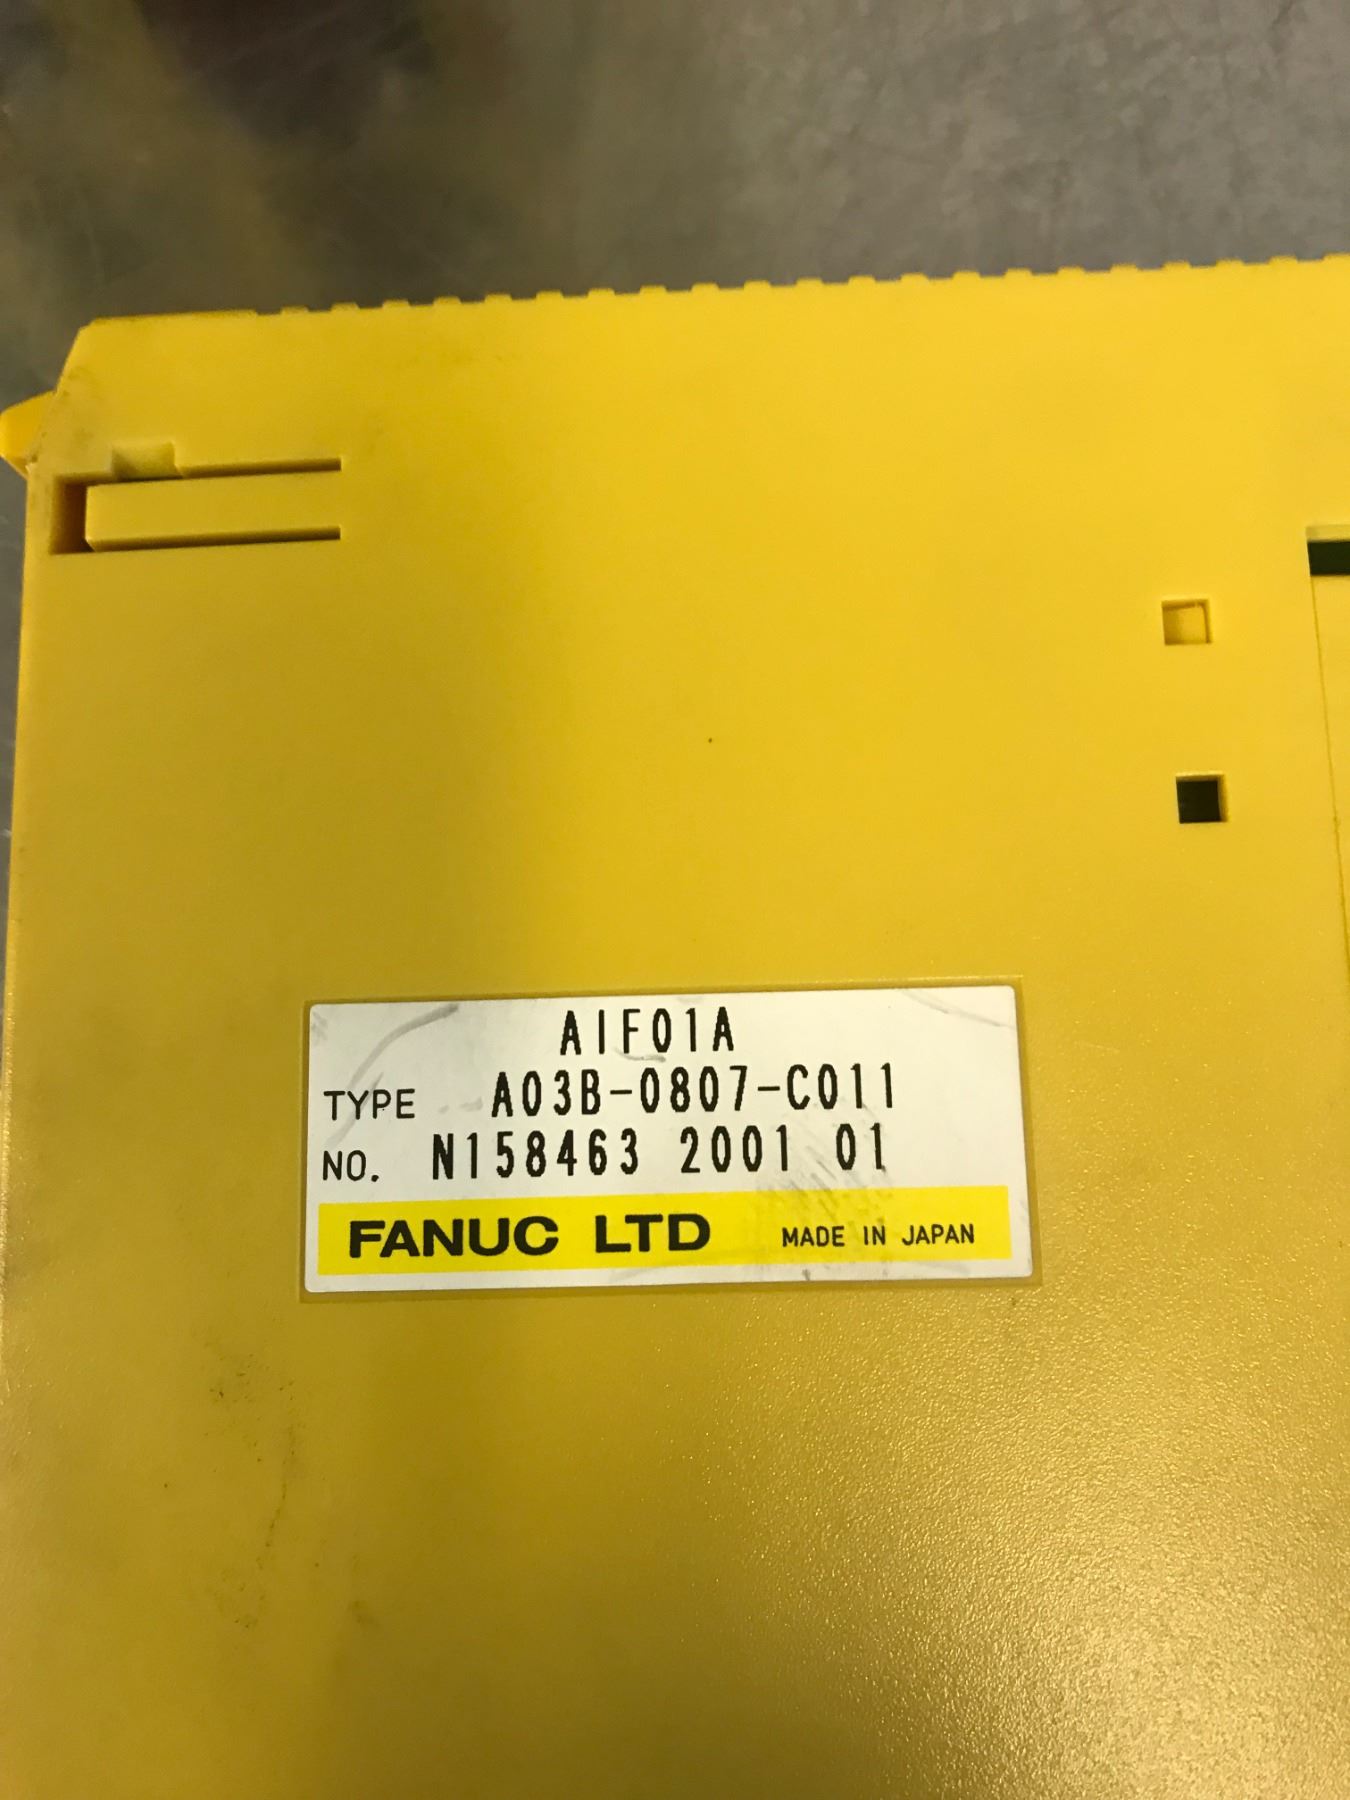 AIF01A
TYPE A03B-0807-C011
NO. N158463 2001 01
FANUC LTD MADE IN JAPAN